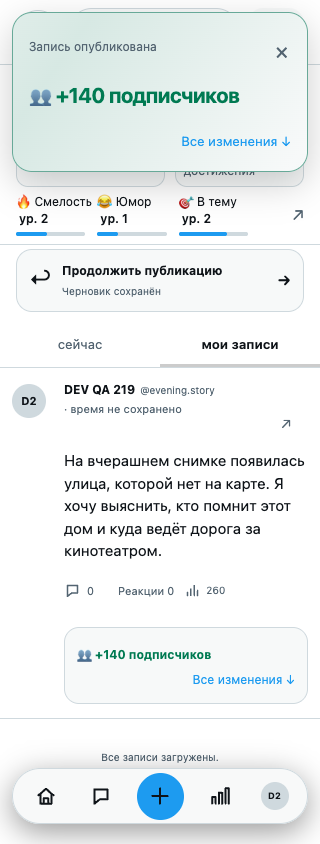 Запись опубликована
👥 +140 подписчиков
Все изменения ↓
достижения
🔥 Смелость 😂 Юмор 🎯 В тему
ур. 2 ур. 1 ур. 2
Продолжить публикацию
Черновик сохранён
сейчас мои записи
D2 DEV QA 219 @evening.story
· время не сохранено
На вчерашнем снимке появилась
улица, которой нет на карте. Я
хочу выяснить, кто помнит этот
дом и куда ведёт дорога за
кинотеатром.
0 Реакции 0 260
👥 +140 подписчиков
Все изменения ↓
Все записи загружены.
D2